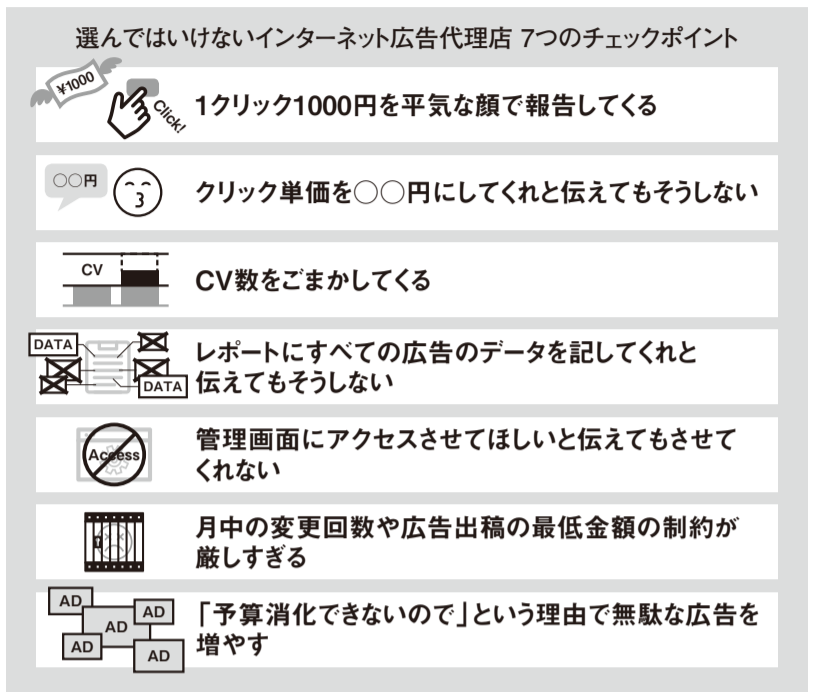 選んではいけないインターネット広告代理店 7つのチェックポイント
¥1000
Click!
1クリック1000円を平気な顔で報告してくる
〇〇円
クリック単価を〇〇円にしてくれと伝えてもそうしない
CV
CV数をごまかしてくる
DATA
DATA
レポートにすべての広告のデータを記してくれと
伝えてもそうしない
Access
管理画面にアクセスさせてほしいと伝えてもさせて
くれない
月中の変更回数や広告出稿の最低金額の制約が
厳しすぎる
AD
AD
AD
AD
AD
「予算消化できないので」という理由で無駄な広告を
増やす